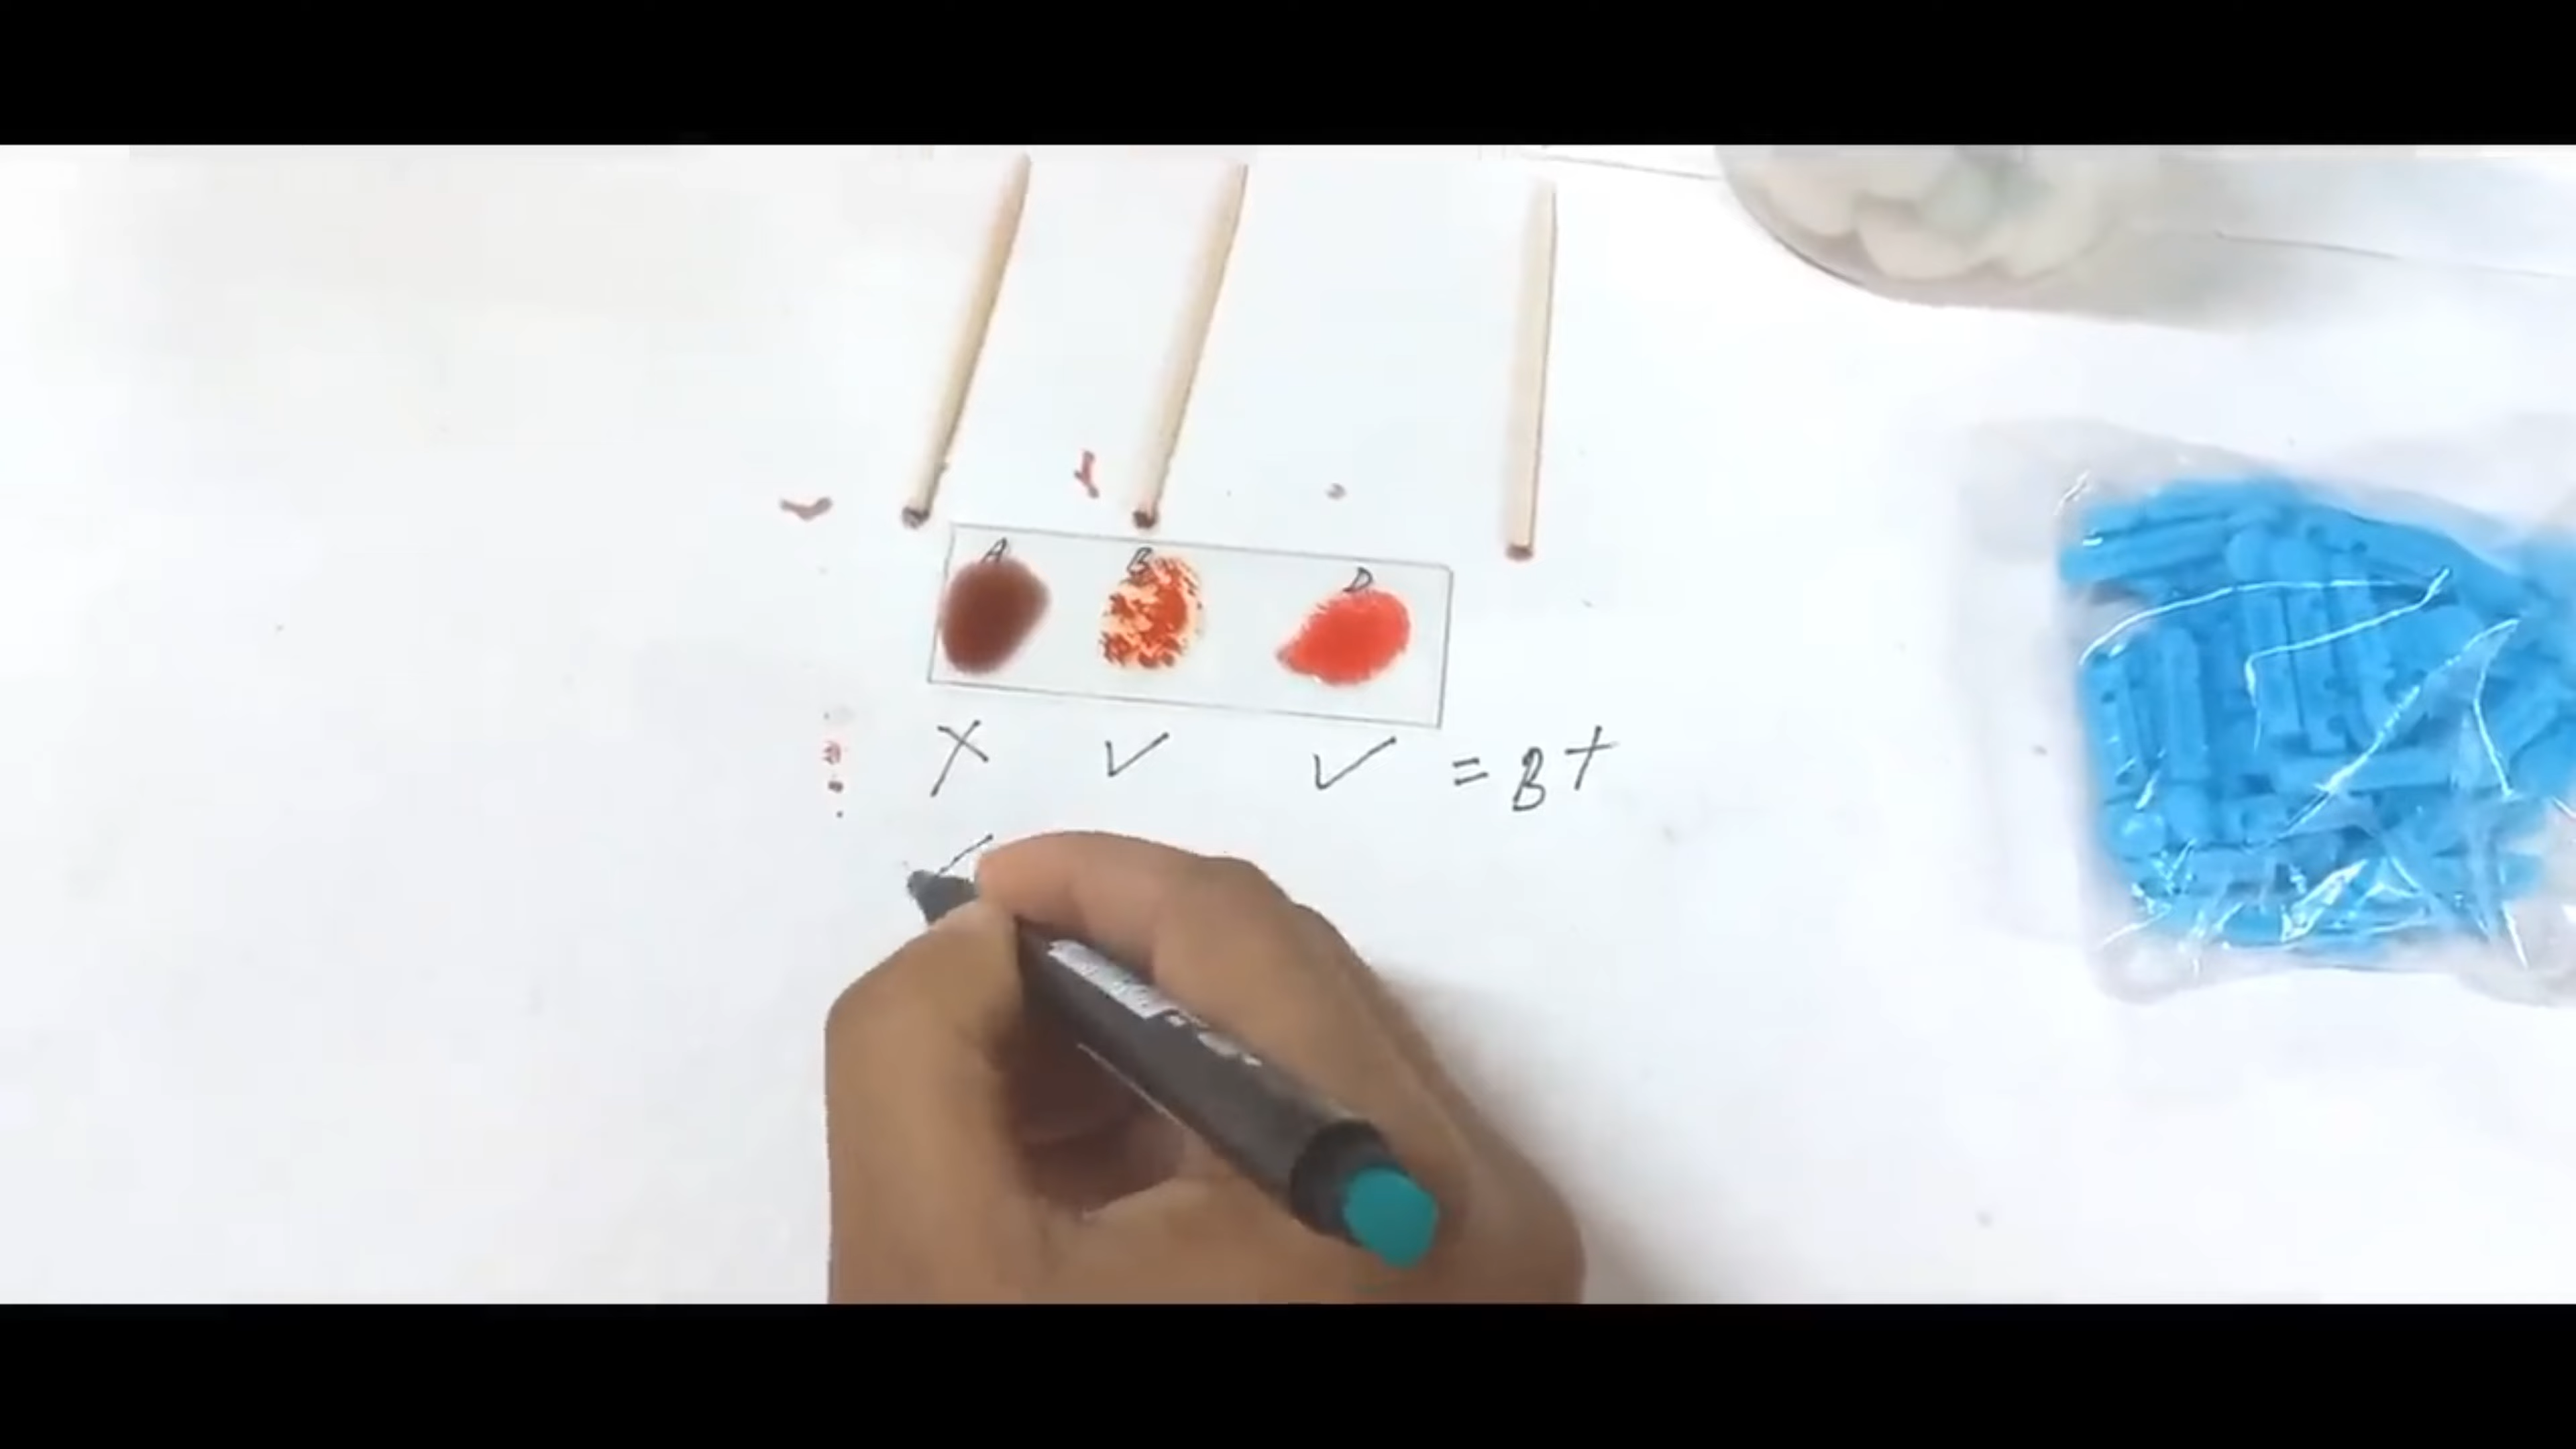 A B D
X ✓ ✓ = B+